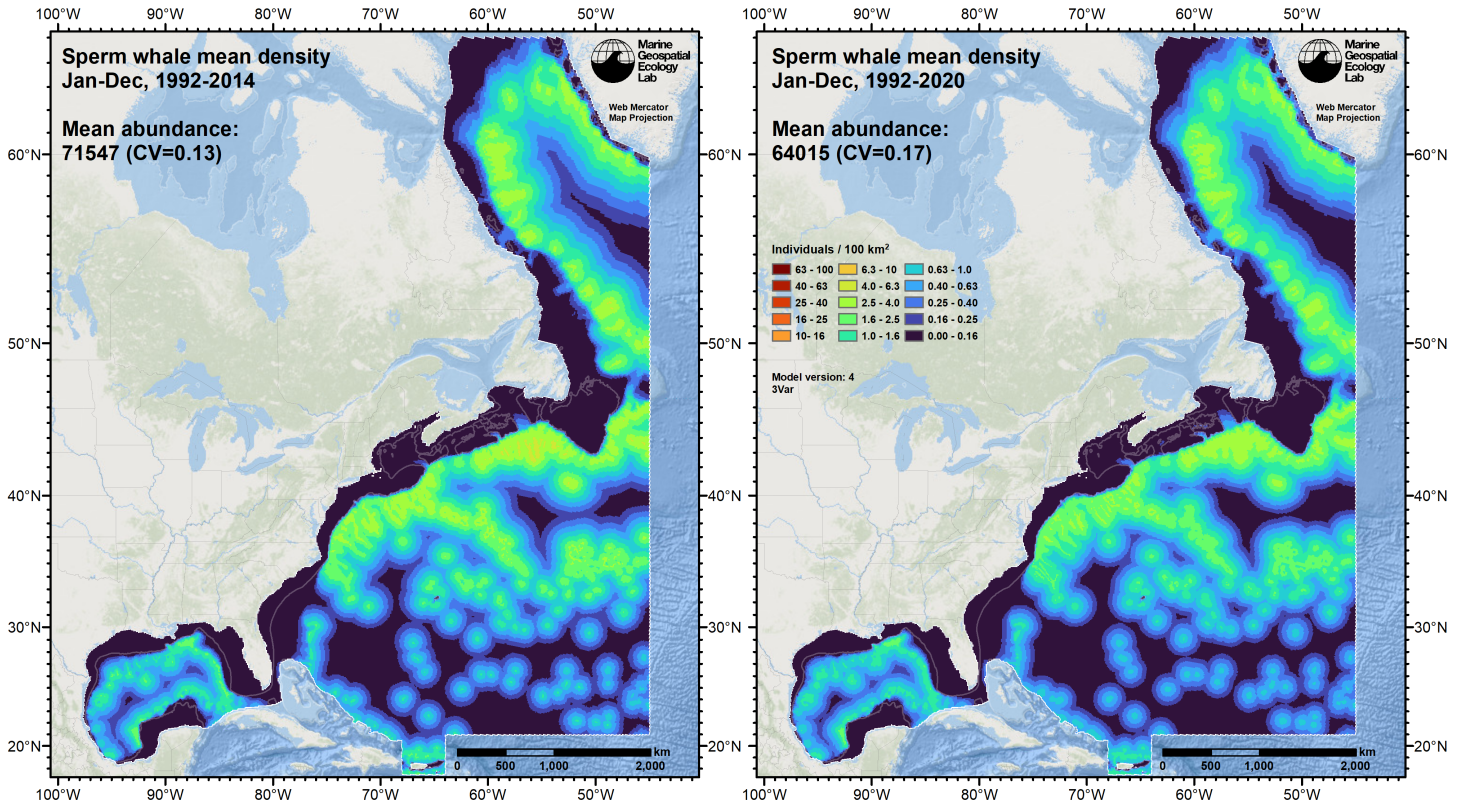 100°W 90°W 80°W 70°W 60°W 50°W
100°W 90°W 80°W 70°W 60°W 50°W
Sperm whale mean density
Jan-Dec, 1992-2014
Mean abundance:
71547 (CV=0.13)
Marine
Geospatial
Ecology
Lab
Web Mercator
Map Projection
60°N
50°N
40°N
30°N
20°N
km
0 500 1,000 2,000
100°W 90°W 80°W 70°W 60°W 50°W
Sperm whale mean density
Jan-Dec, 1992-2020
Mean abundance:
64015 (CV=0.17)
Marine
Geospatial
Ecology
Lab
Web Mercator
Map Projection
Individuals / 100 km²
63 - 100 6.3 - 10 0.63 - 1.0
40 - 63 4.0 - 6.3 0.40 - 0.63
25 - 40 2.5 - 4.0 0.25 - 0.40
16 - 25 1.6 - 2.5 0.16 - 0.25
10- 16 1.0 - 1.6 0.00 - 0.16
Model version: 4
3Var
60°N
50°N
40°N
30°N
20°N
km
0 500 1,000 2,000
100°W 90°W 80°W 70°W 60°W 50°W